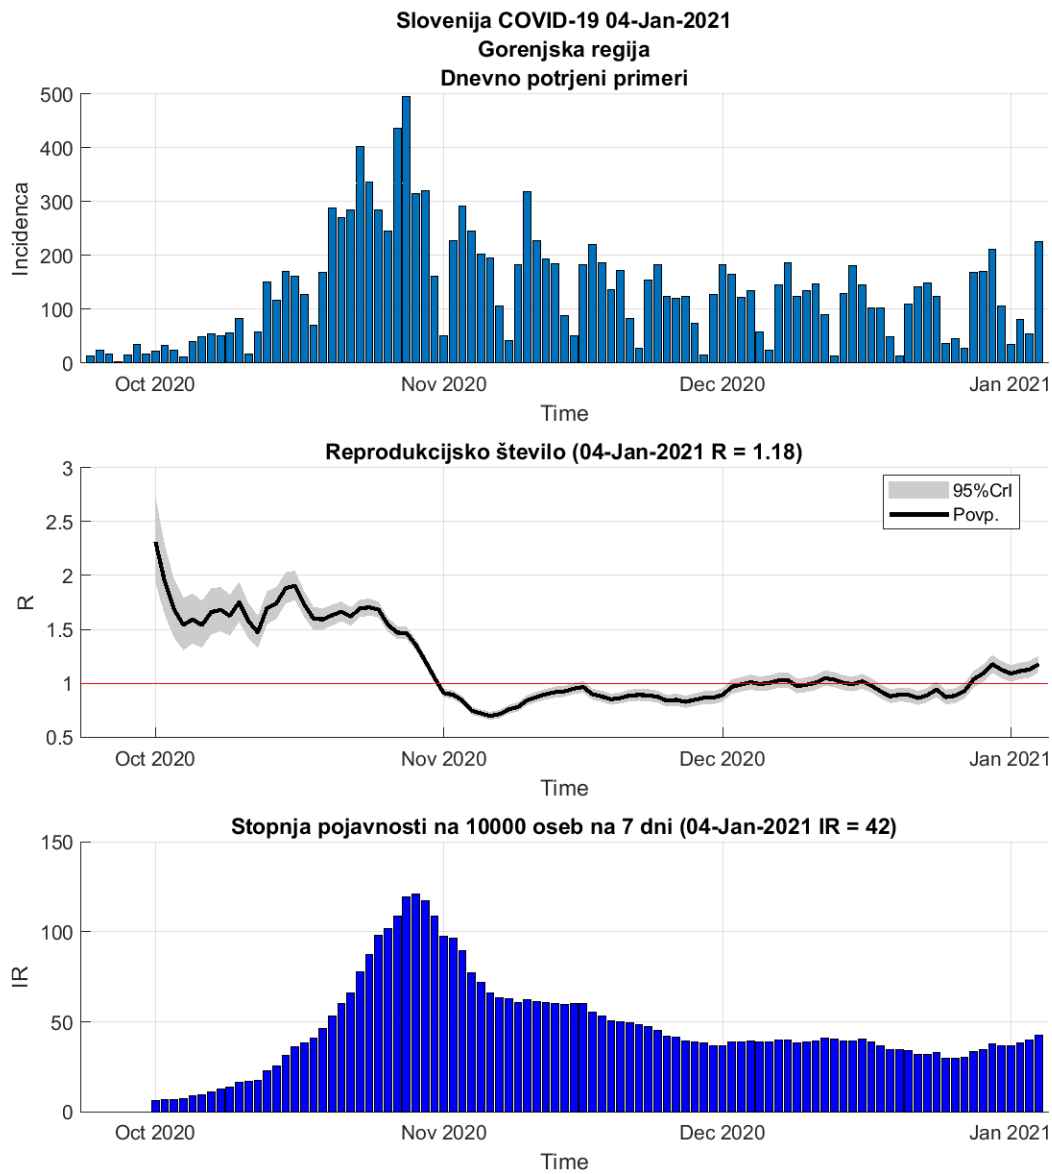 Slovenija COVID-19 04-Jan-2021
Gorenjska regija
Dnevno potrjeni primeri
500
400
300
200
100
0
Incidenca
Oct 2020
Nov 2020
Dec 2020
Jan 2021
Time
Reprodukcijsko število (04-Jan-2021 R = 1.18)
3
2.5
2
1.5
1
0.5
R
95%CrI
Povp.
Oct 2020
Nov 2020
Dec 2020
Jan 2021
Time
Stopnja pojavnosti na 10000 oseb na 7 dni (04-Jan-2021 IR = 42)
150
100
50
0
IR
Oct 2020
Nov 2020
Dec 2020
Jan 2021
Time